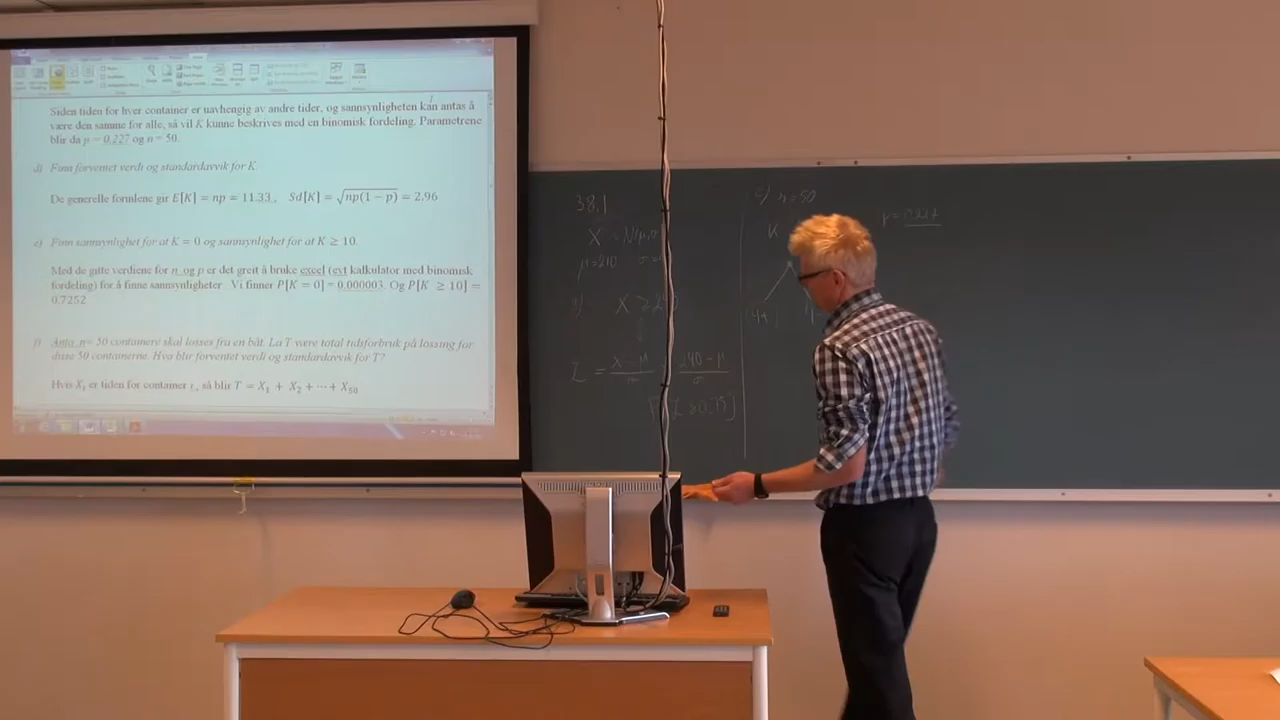 Siden tiden for hver container er uavhengig av andre tider, og sannsynligheten kan antas å
være den samme for alle, så vil K kunne beskrives med en binomisk fordeling. Parametrene
blir da p = 0.227 og n = 50.
d) Finn forventet verdi og standardavvik for K.
De generelle formlene gir E[K] = np = 11.33, Sd[K] = √np(1 − p) = 2.96
e) Finn sannsynlighet for at K = 0 og sannsynlighet for at K ≥ 10.
Med de gitte verdiene for n og p er det greit å bruke excel (evt kalkulator med binomisk
fordeling) for å finne sannsynligheter . Vi finner P[K = 0] = 0.000003. Og P[K ≥ 10] =
0.7252
f) Anta n= 50 containere skal losses fra en båt. La T være total tidsforbruk på lossing for
disse 50 containerne. Hva blir forventet verdi og standardavvik for T?
Hvis X₁ er tiden for container i , så blir T = X₁ + X₂ + ⋯ + X₅₀
38.1
μ=210 σ=
X ≥ 2
Z = X−μ/σ 240−μ/σ
c) n=50
K
p = 0.227